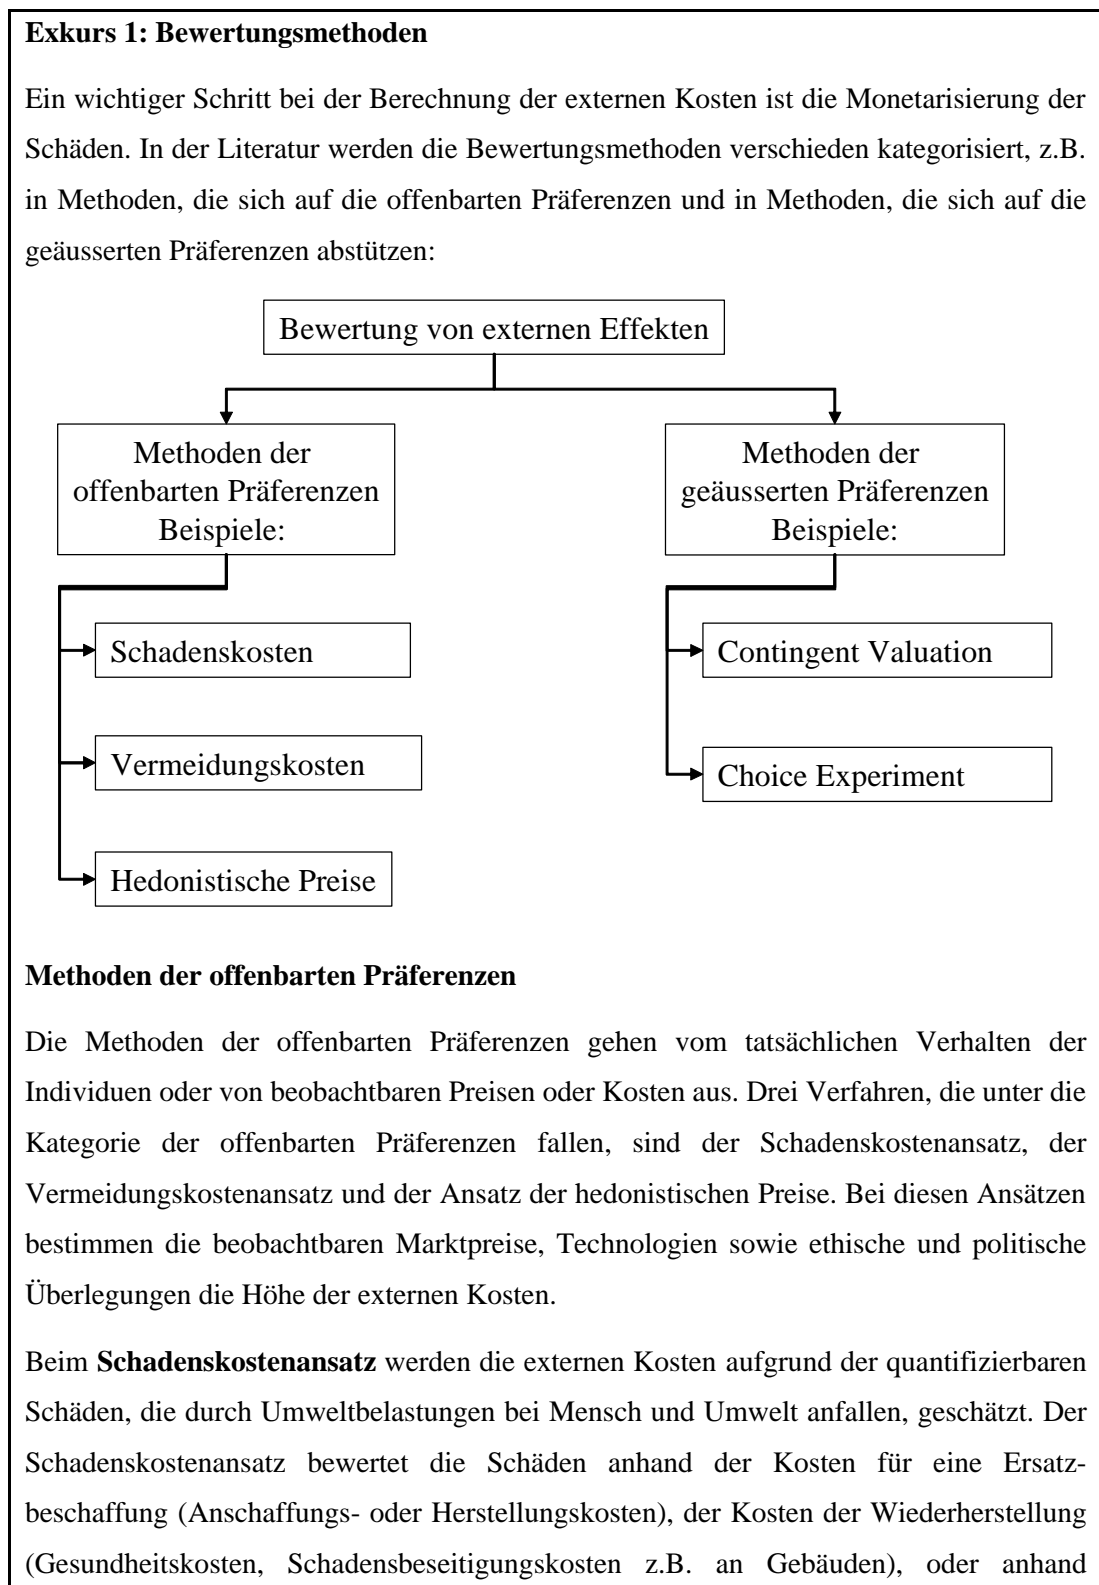 Exkurs 1: Bewertungsmethoden
Ein wichtiger Schritt bei der Berechnung der externen Kosten ist die Monetarisierung der
Schäden. In der Literatur werden die Bewertungsmethoden verschieden kategorisiert, z.B.
in Methoden, die sich auf die offenbarten Präferenzen und in Methoden, die sich auf die
geäusserten Präferenzen abstützen:
Bewertung von externen Effekten
Methoden der
offenbarten Präferenzen
Beispiele:
Schadenskosten
Vermeidungskosten
Hedonistische Preise
Methoden der
geäusserten Präferenzen
Beispiele:
Contingent Valuation
Choice Experiment
Methoden der offenbarten Präferenzen
Die Methoden der offenbarten Präferenzen gehen vom tatsächlichen Verhalten der
Individuen oder von beobachtbaren Preisen oder Kosten aus. Drei Verfahren, die unter die
Kategorie der offenbarten Präferenzen fallen, sind der Schadenskostenansatz, der
Vermeidungskostenansatz und der Ansatz der hedonistischen Preise. Bei diesen Ansätzen
bestimmen die beobachtbaren Marktpreise, Technologien sowie ethische und politische
Überlegungen die Höhe der externen Kosten.
Beim Schadenskostenansatz werden die externen Kosten aufgrund der quantifizierbaren
Schäden, die durch Umweltbelastungen bei Mensch und Umwelt anfallen, geschätzt. Der
Schadenskostenansatz bewertet die Schäden anhand der Kosten für eine Ersatz-
beschaffung (Anschaffungs- oder Herstellungskosten), der Kosten der Wiederherstellung
(Gesundheitskosten, Schadensbeseitigungskosten z.B. an Gebäuden), oder anhand